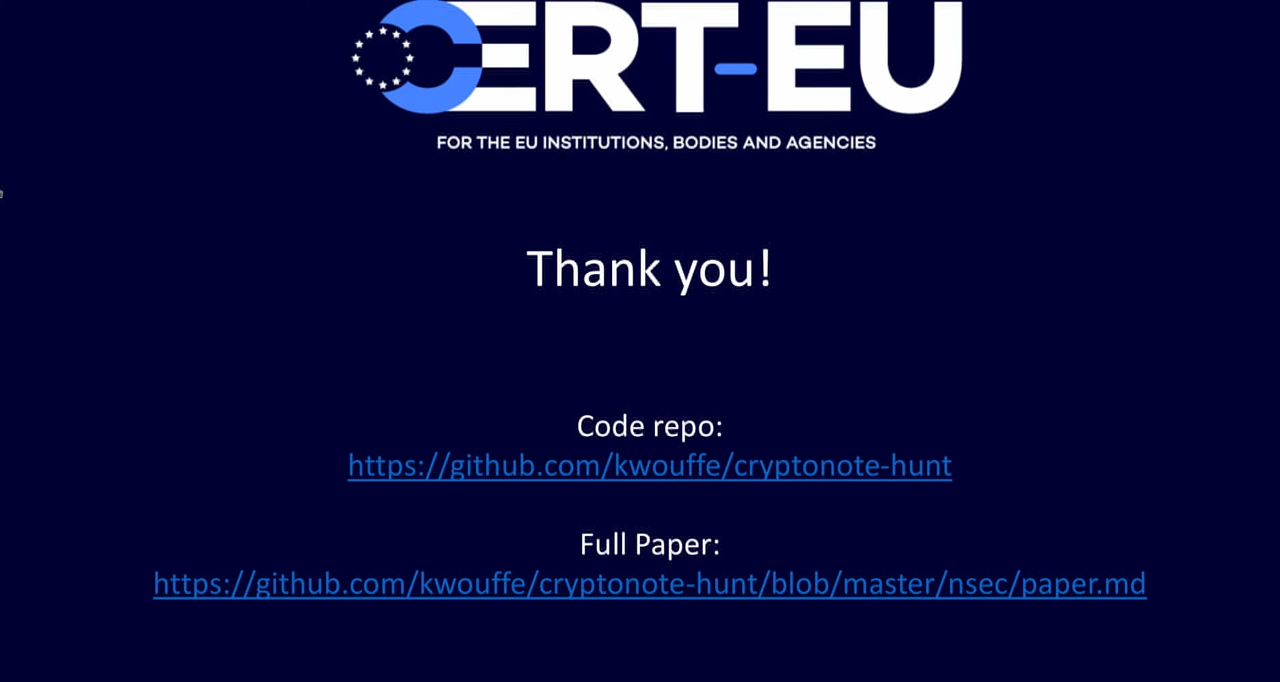 CERT-EU
FOR THE EU INSTITUTIONS, BODIES AND AGENCIES
Thank you!
Code repo:
https://github.com/kwouffe/cryptonote-hunt
Full Paper:
https://github.com/kwouffe/cryptonote-hunt/blob/master/nsec/paper.md